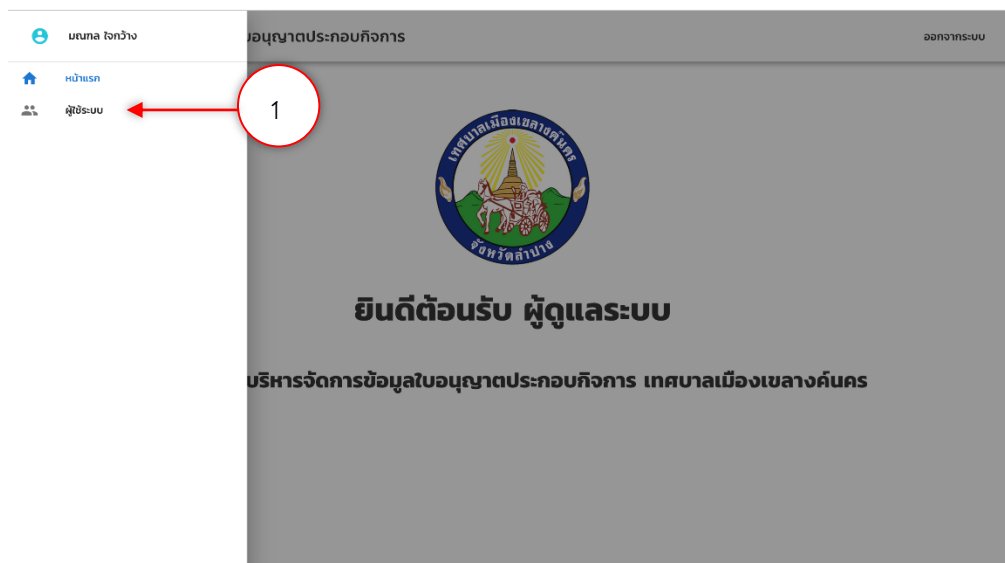 มณฑล ใจกว้าง
บอนุญาตประกอบกิจการ
ออกจากระบบ
หน้าแรก
ผู้ใช้ระบบ
1
เทศบาลเมืองเขลางค์นคร
จังหวัดลำปาง
ยินดีต้อนรับ ผู้ดูแลระบบ
บริหารจัดการข้อมูลใบอนุญาตประกอบกิจการ เทศบาลเมืองเขลางค์นคร